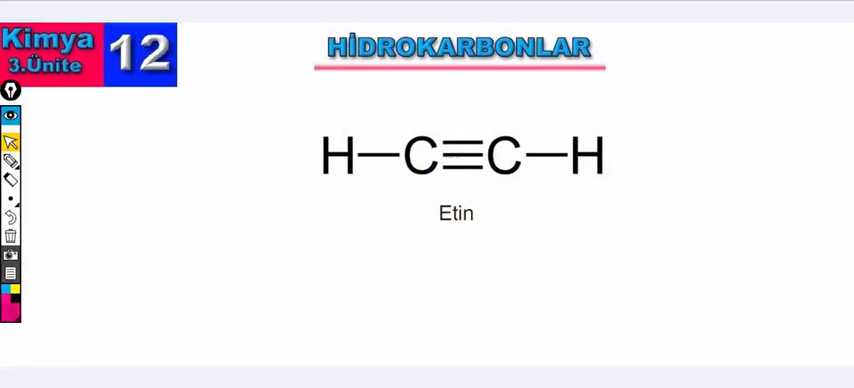 Kimya
3.Ünite
12
HİDROKARBONLAR
H—C≡C—H
Etin